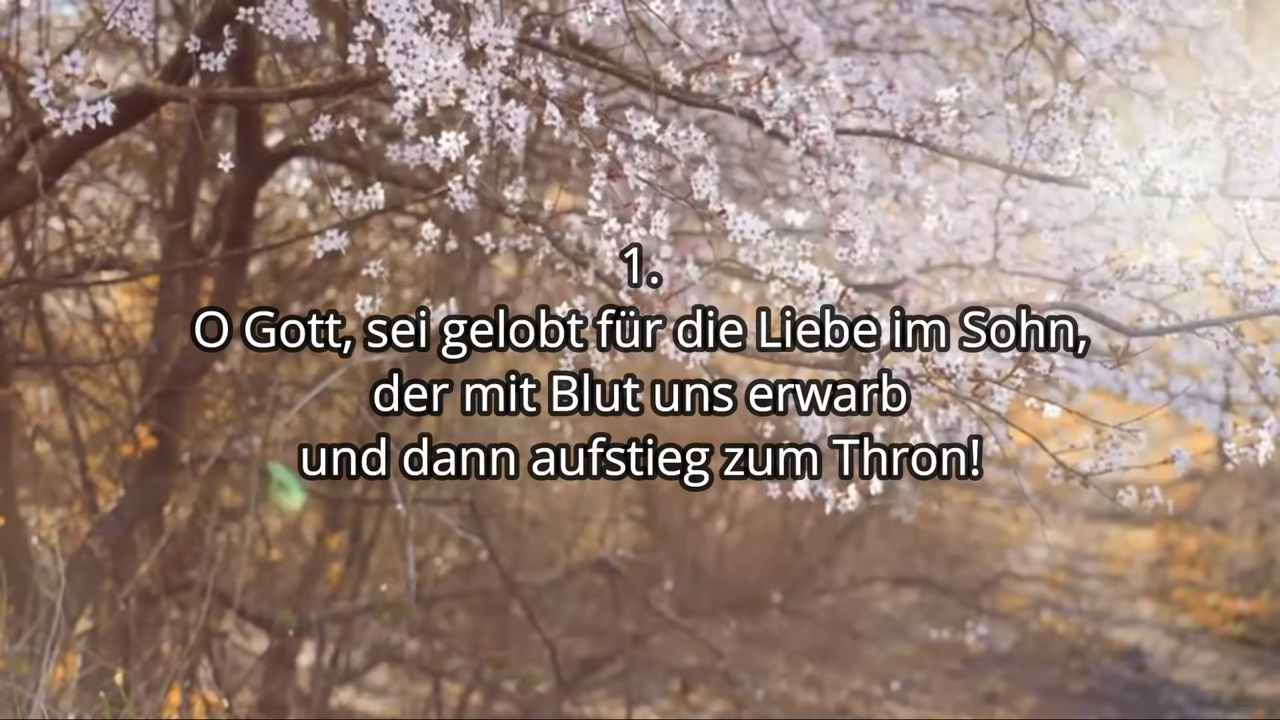 1.
O Gott, sei gelobt für die Liebe im Sohn,
der mit Blut uns erwarb
und dann aufstieg zum Thron!